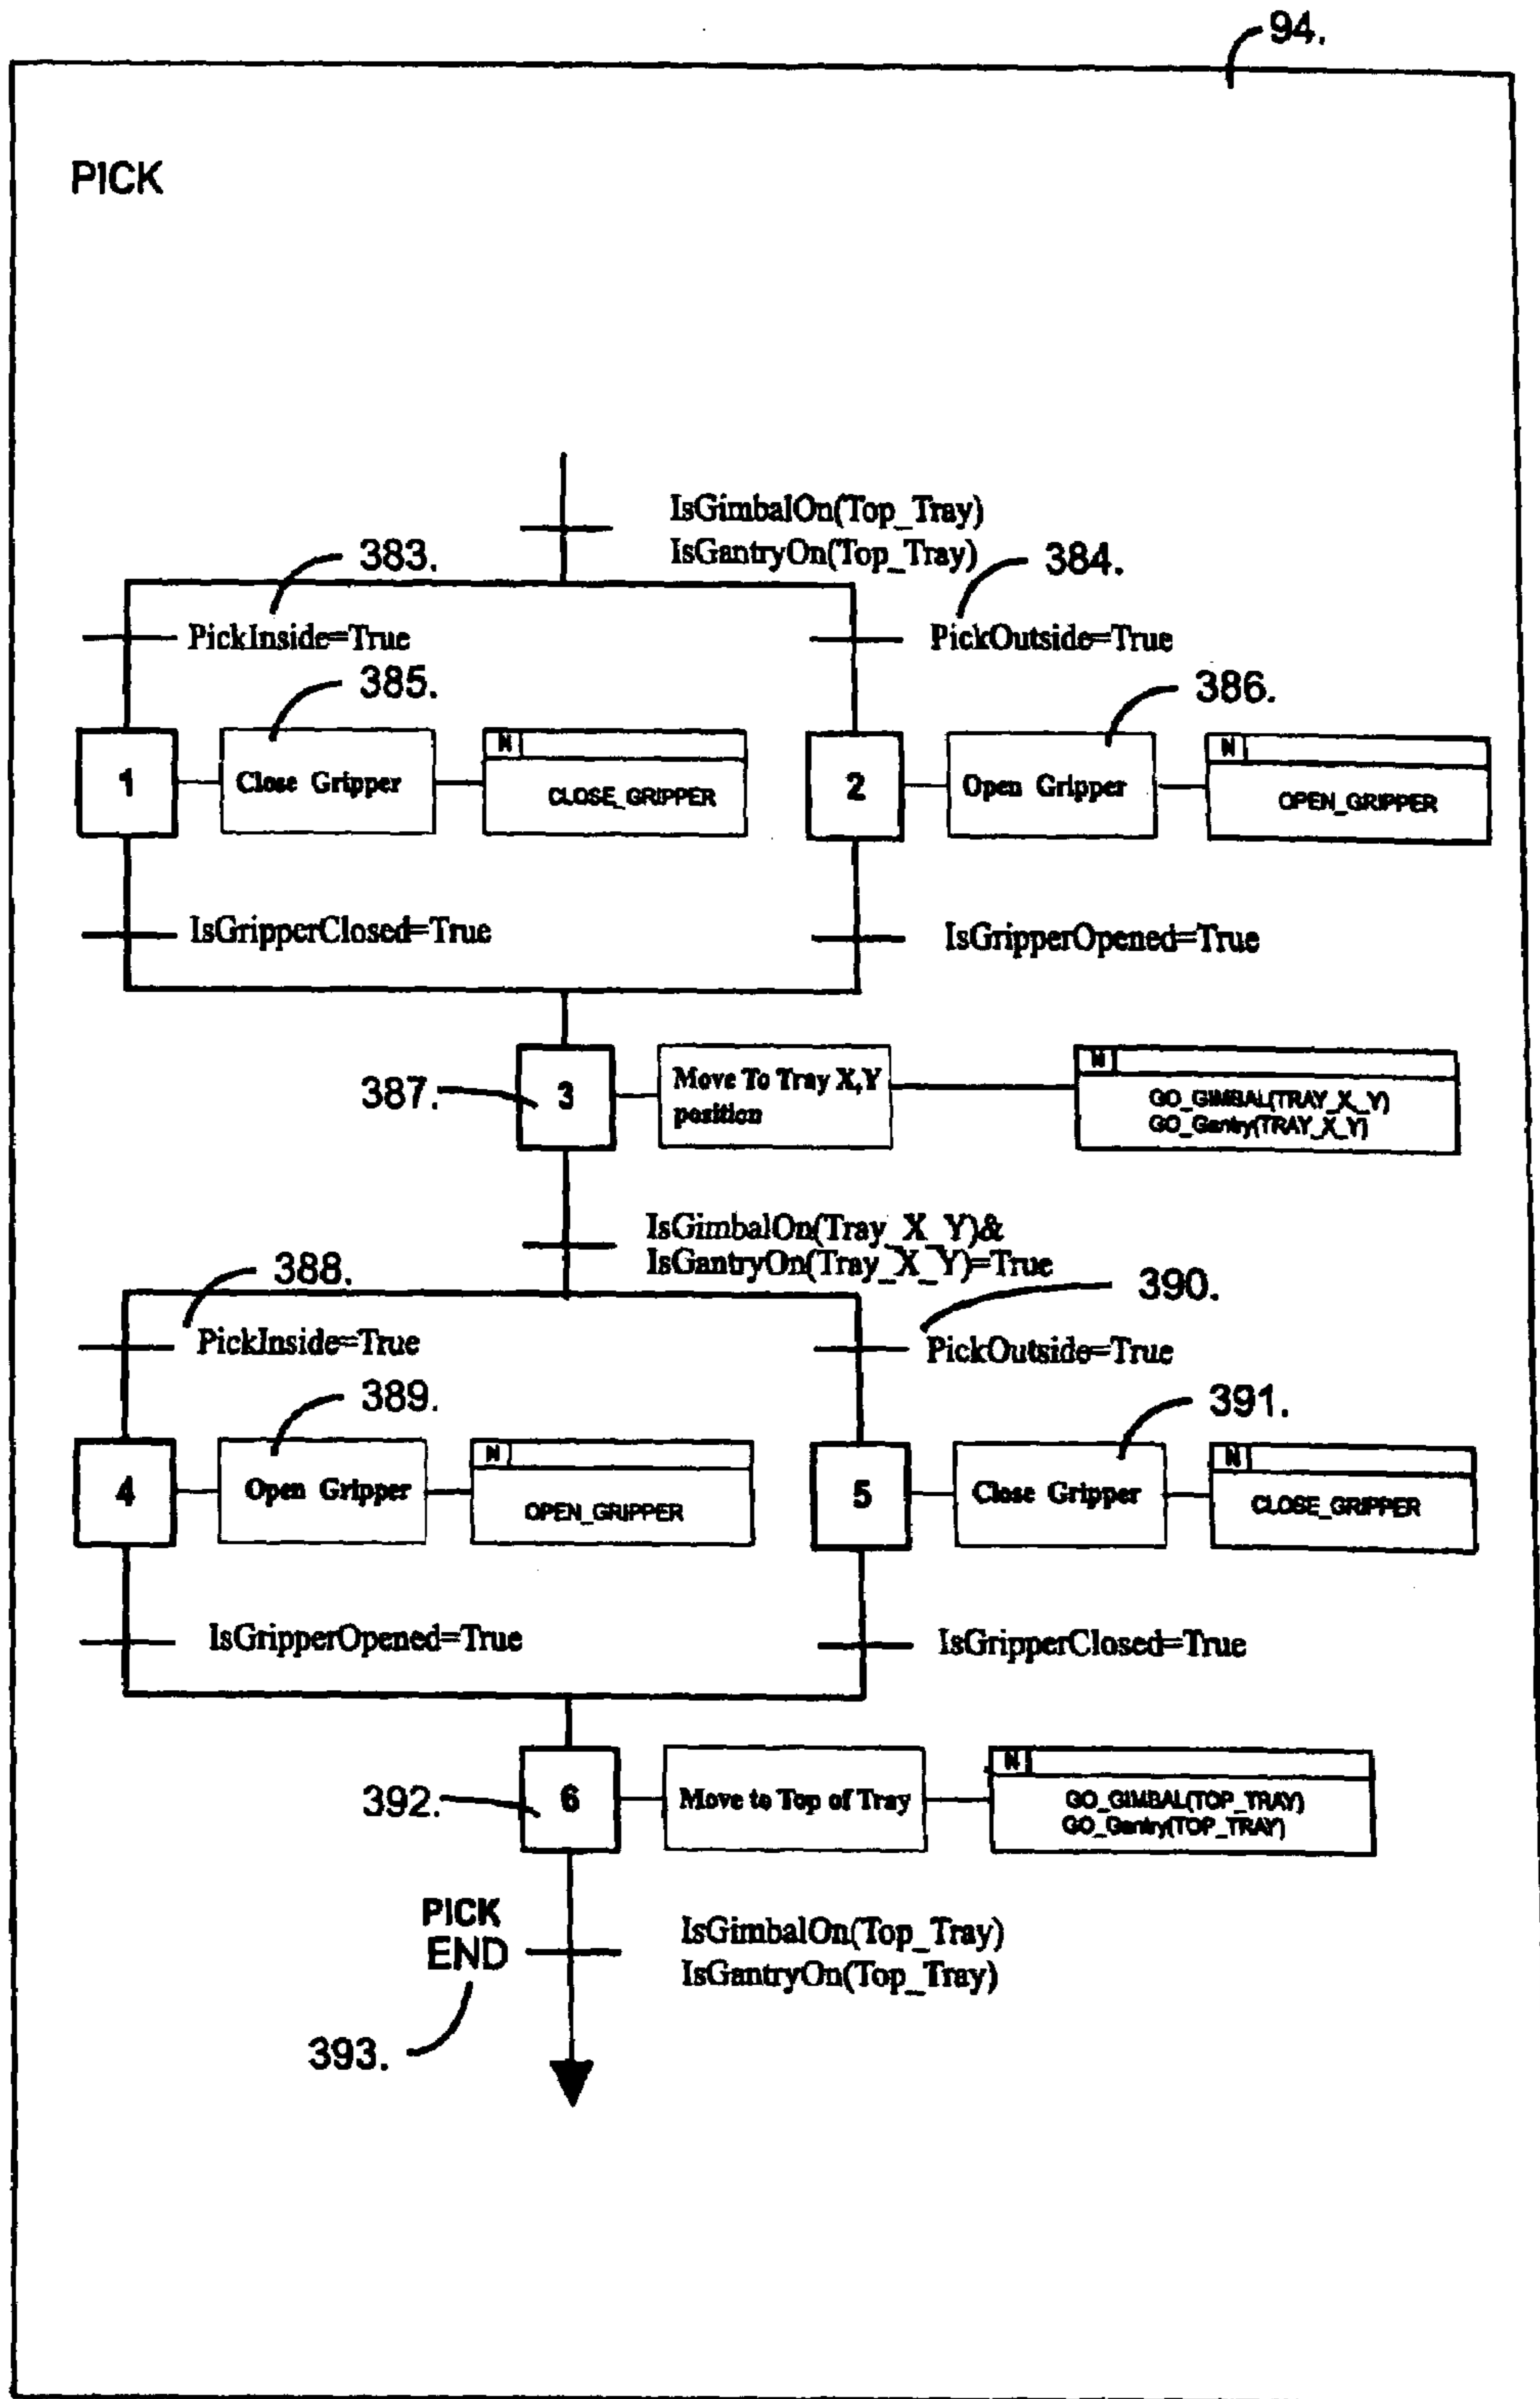 94.
PICK
IsGimbalOn(Top_Tray)
IsGantryOn(Top_Tray)
383.
384.
PickInside=True
PickOutside=True
385.
386.
1
Close Gripper
N
CLOSE_GRIPPER
2
Open Gripper
N
OPEN_GRIPPER
IsGripperClosed=True
IsGripperOpened=True
387.
3
Move To Tray X,Y
position
N
GO_GIMBAL(TRAY_X_Y)
GO_Gantry(TRAY_X_Y)
IsGimbalOn(Tray_X_Y)&
IsGantryOn(Tray_X_Y)=True
388.
390.
PickInside=True
PickOutside=True
389.
391.
4
Open Gripper
N
OPEN_GRIPPER
5
Close Gripper
N
CLOSE_GRIPPER
IsGripperOpened=True
IsGripperClosed=True
392.
6
Move to Top of Tray
N
GO_GIMBAL(TOP_TRAY)
GO_Gantry(TOP_TRAY)
PICK
END
IsGimbalOn(Top_Tray)
IsGantryOn(Top_Tray)
393.